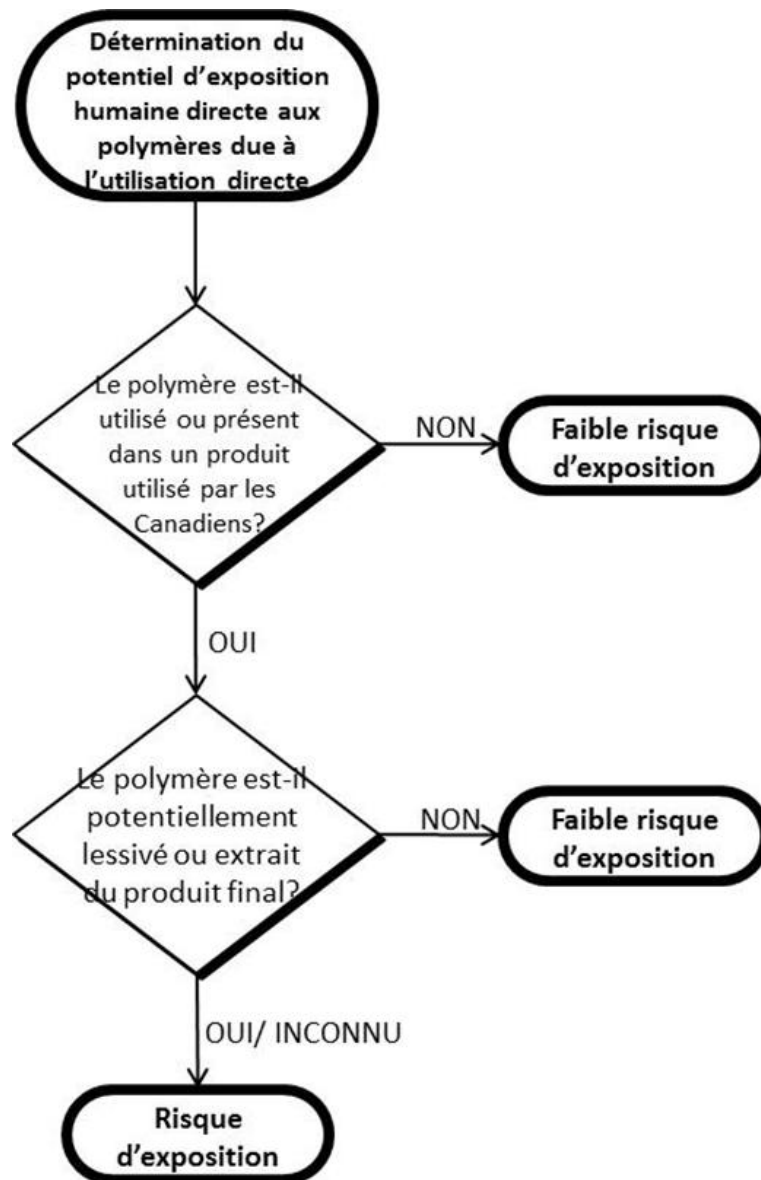 Détermination du
potentiel d’exposition
humaine directe aux
polymères due à
l’utilisation directe
Le polymère est-il
utilisé ou présent
dans un produit
utilisé par les
Canadiens?
NON
Faible risque
d’exposition
OUI
Le polymère est-il
potentiellement
lessivé ou extrait
du produit final?
NON
Faible risque
d’exposition
OUI/ INCONNU
Risque
d’exposition